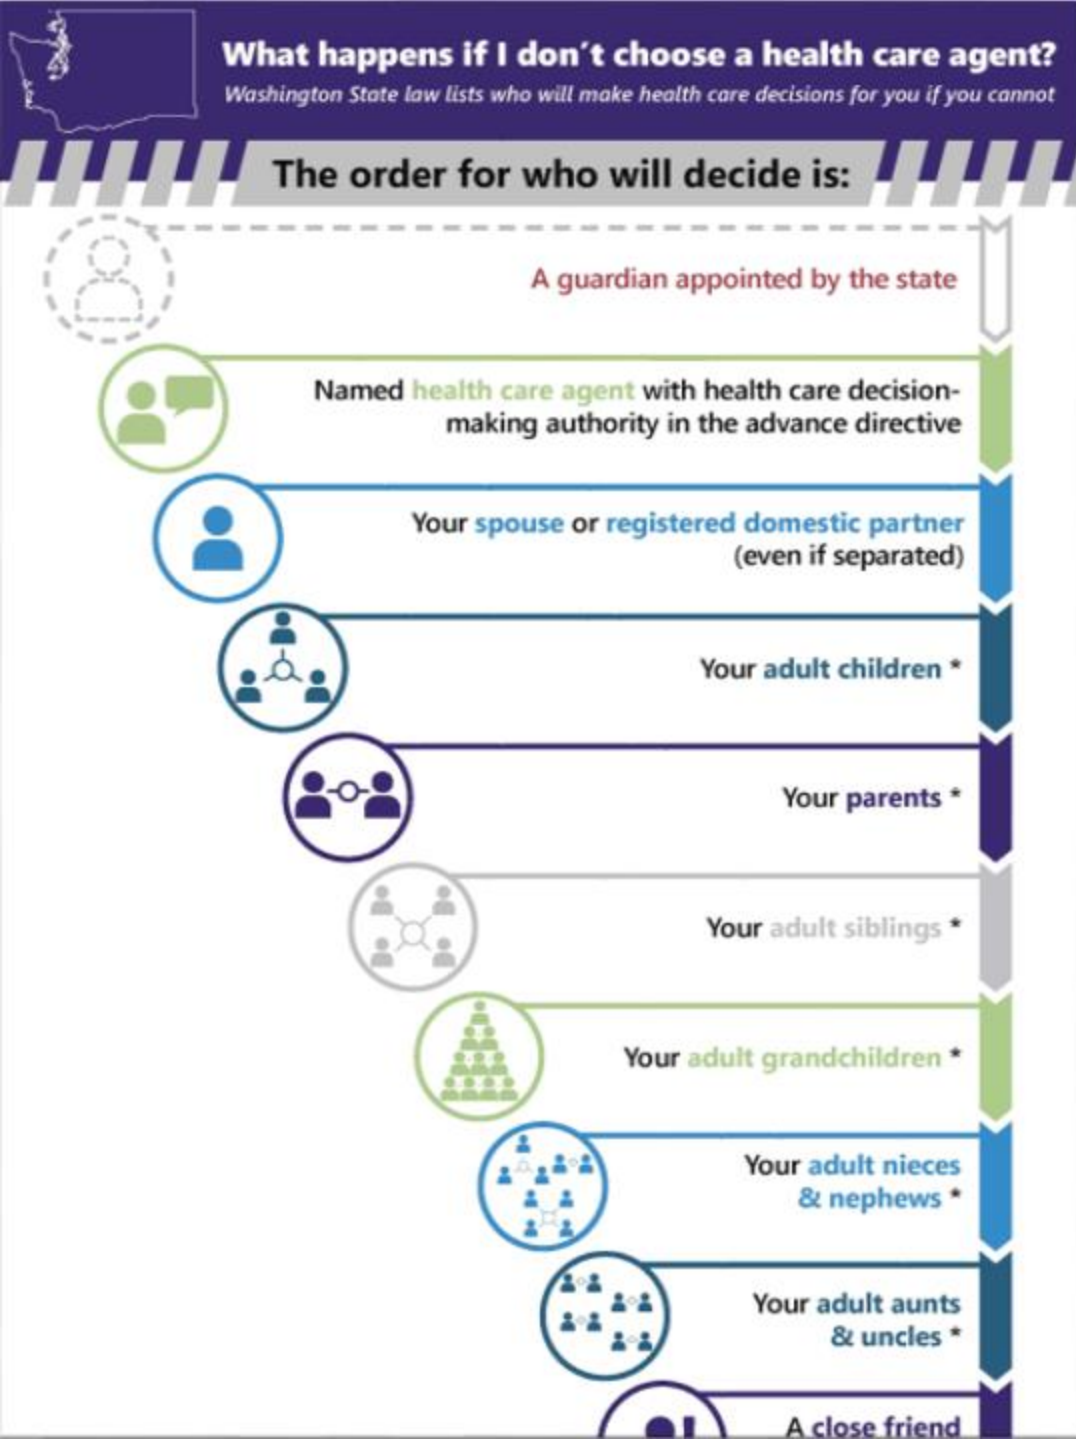 What happens if I don't choose a health care agent?
Washington State law lists who will make health care decisions for you if you cannot
The order for who will decide is:
A guardian appointed by the state
Named health care agent with health care decision-
making authority in the advance directive
Your spouse or registered domestic partner
(even if separated)
Your adult children *
Your parents *
Your adult siblings *
Your adult grandchildren *
Your adult nieces
& nephews *
Your adult aunts
& uncles *
A close friend